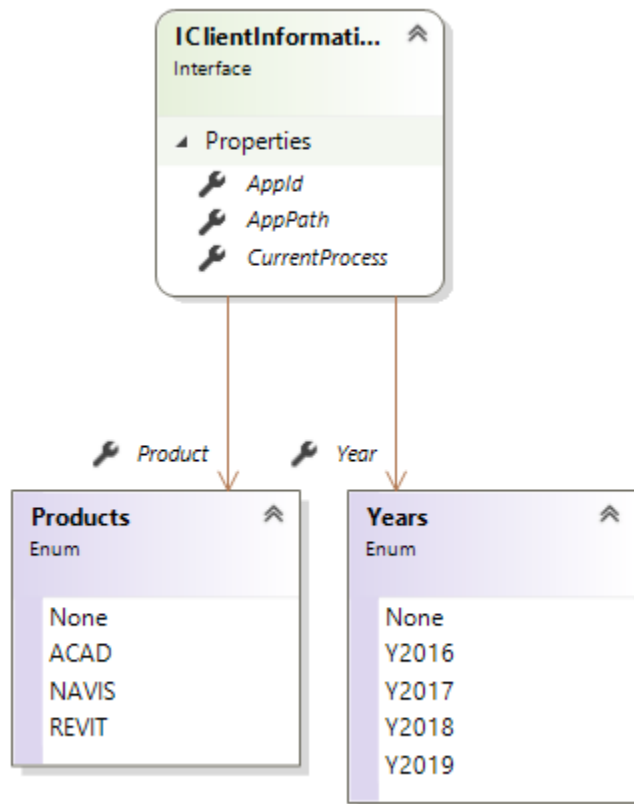 IClientInformati...
Interface
Properties
AppId
AppPath
CurrentProcess
Product
Year
Products
Enum
None
ACAD
NAVIS
REVIT
Years
Enum
None
Y2016
Y2017
Y2018
Y2019